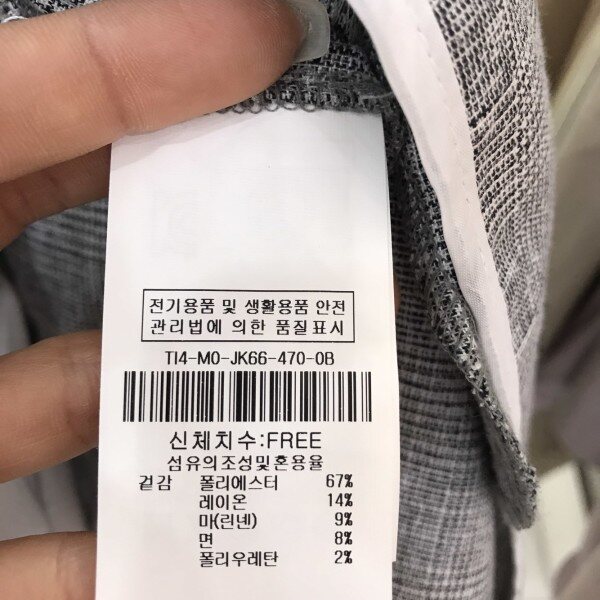 전기용품 및 생활용품 안전
관리법에 의한 품질표시
TI4-MO-JK66-470-0B
신체치수:FREE
섬유의조성및혼용율
겉감 폴리에스터 67%
레이온 14%
마(린넨) 9%
면 8%
폴리우레탄 2%